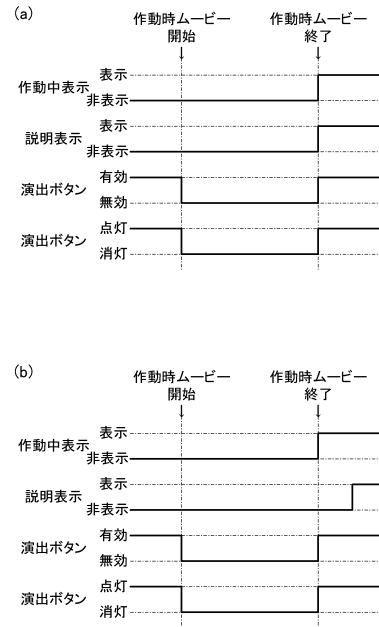 (a)
作動時ムービー 作動時ムービー
開始 終了
作動中表示 表示
非表示
説明表示 表示
非表示
演出ボタン 有効
無効
演出ボタン 点灯
消灯
(b)
作動時ムービー 作動時ムービー
開始 終了
作動中表示 表示
非表示
説明表示 表示
非表示
演出ボタン 有効
無効
演出ボタン 点灯
消灯